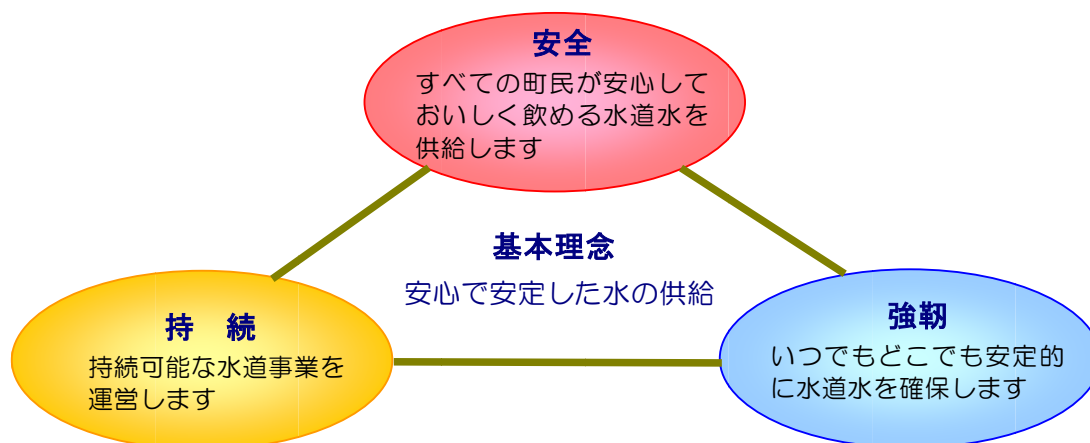 安全
すべての町民が安心して
おいしく飲める水道水を
供給します
基本理念
安心で安定した水の供給
持　続
持続可能な水道事業を
運営します
強靭
いつでもどこでも安定的
に水道水を確保します